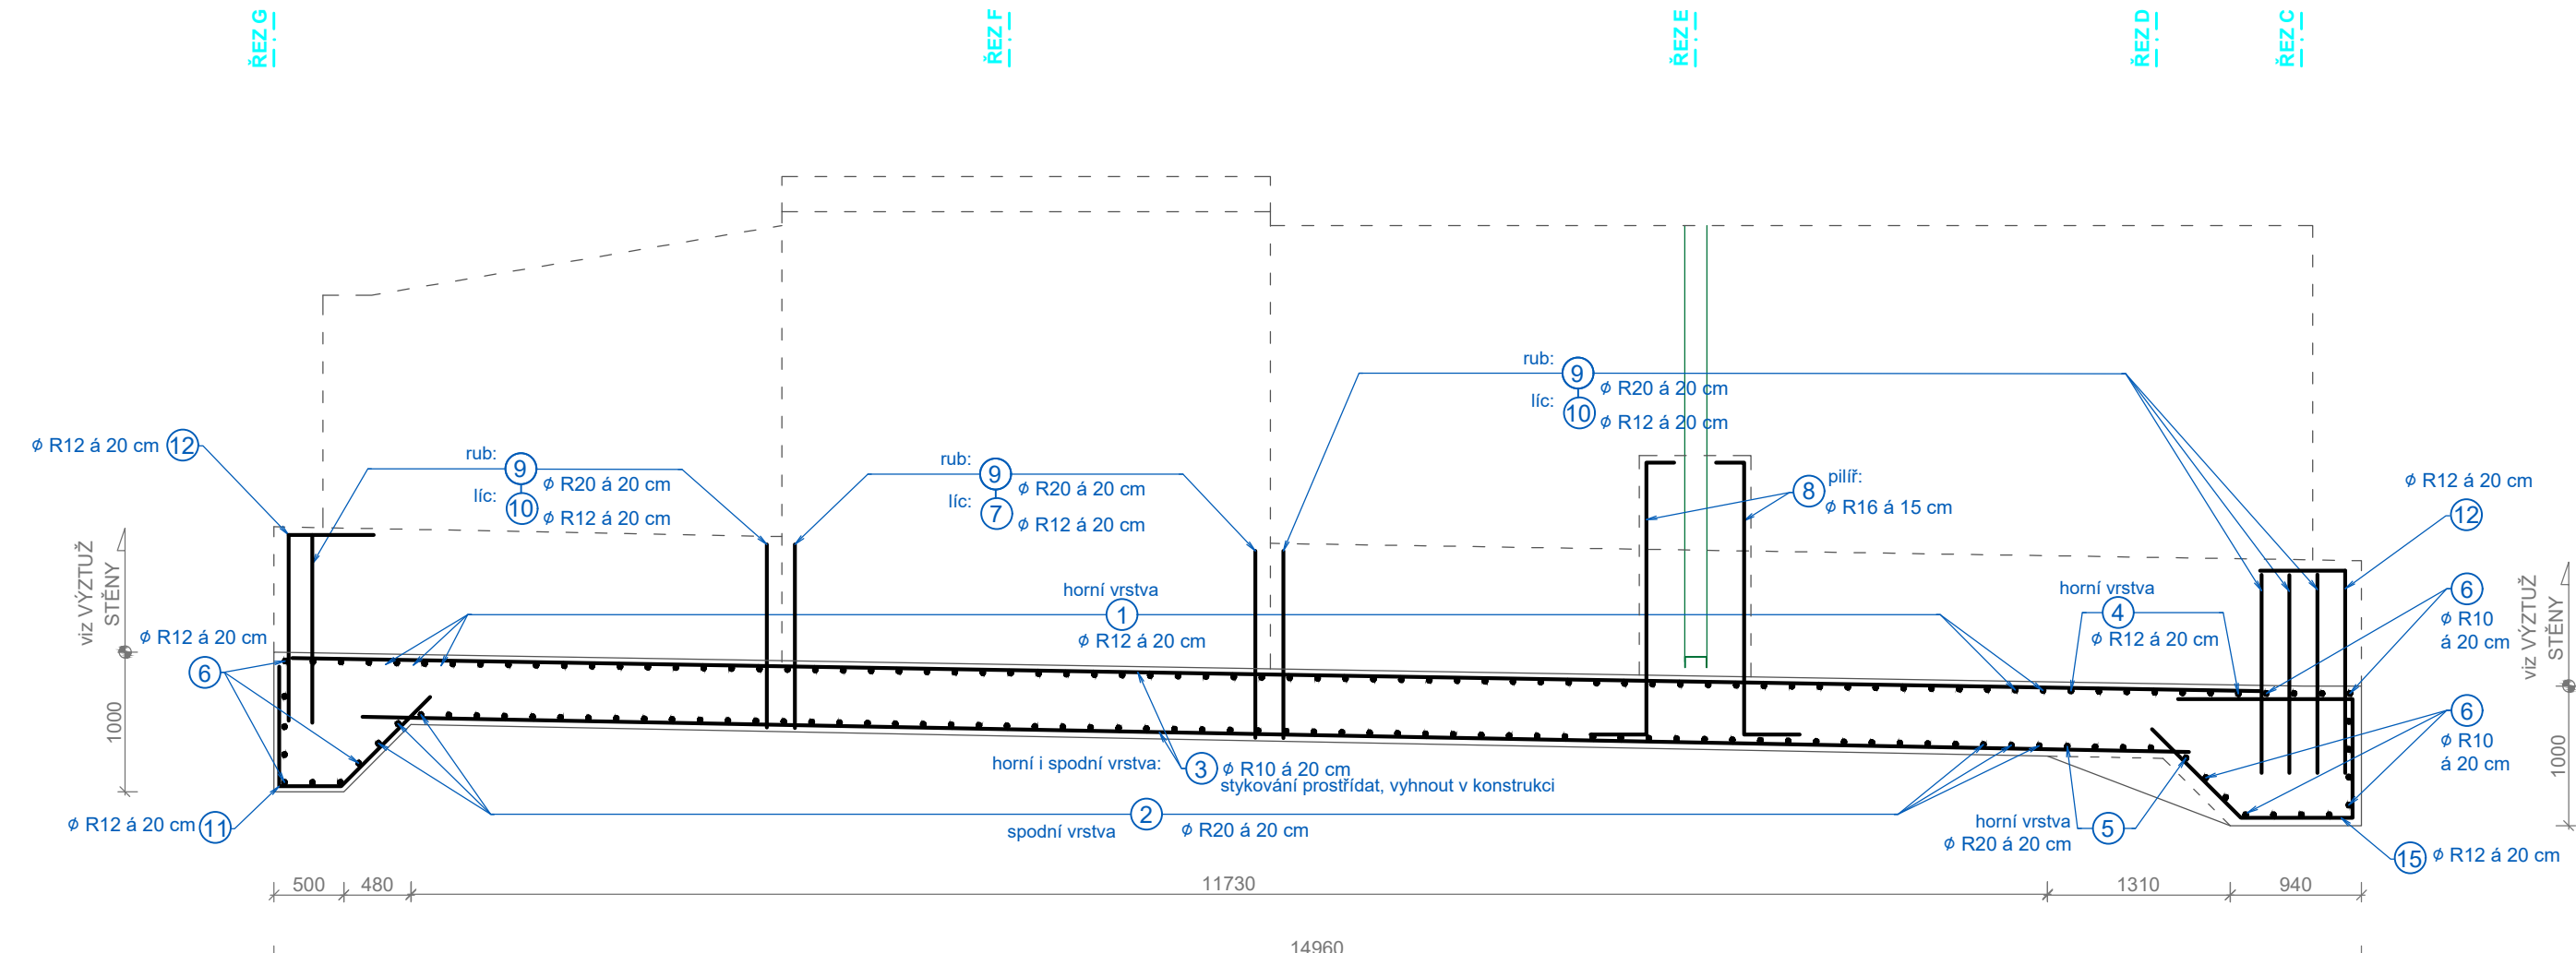 ŘEZ G
ŘEZ F
ŘEZ E
ŘEZ D
ŘEZ C
rub:
9
ϕ R20 á 20 cm
líc:
10
ϕ R12 á 20 cm
ϕ R12 á 20 cm 12
rub:
9
ϕ R20 á 20 cm
líc:
10
ϕ R12 á 20 cm
rub:
9
ϕ R20 á 20 cm
líc:
7
ϕ R12 á 20 cm
pilíř:
8
ϕ R16 á 15 cm
ϕ R12 á 20 cm
12
viz VÝZTUŽ
STĚNY
1000
ϕ R12 á 20 cm
6
horní vrstva
1
ϕ R12 á 20 cm
horní vrstva
4
ϕ R12 á 20 cm
6
ϕ R10
á 20 cm
viz VÝZTUŽ
STĚNY
1000
6
ϕ R10
á 20 cm
horní i spodní vrstva: 3 ϕ R10 á 20 cm
stykování prostřídat, vyhnout v konstrukci
2
spodní vrstva
ϕ R20 á 20 cm
ϕ R12 á 20 cm 11
horní vrstva
5
ϕ R20 á 20 cm
15 ϕ R12 á 20 cm
500 480 11730 1310 940
14960